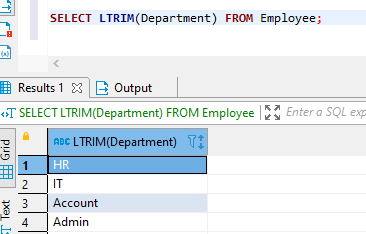 SELECT LTRIM(Department) FROM Employee;
Results 1
Output
SELECT LTRIM(Department) FROM Employee
Enter a SQL exp
Grid
Text
ABC LTRIM(Department)
1 HR
2 IT
3 Account
4 Admin